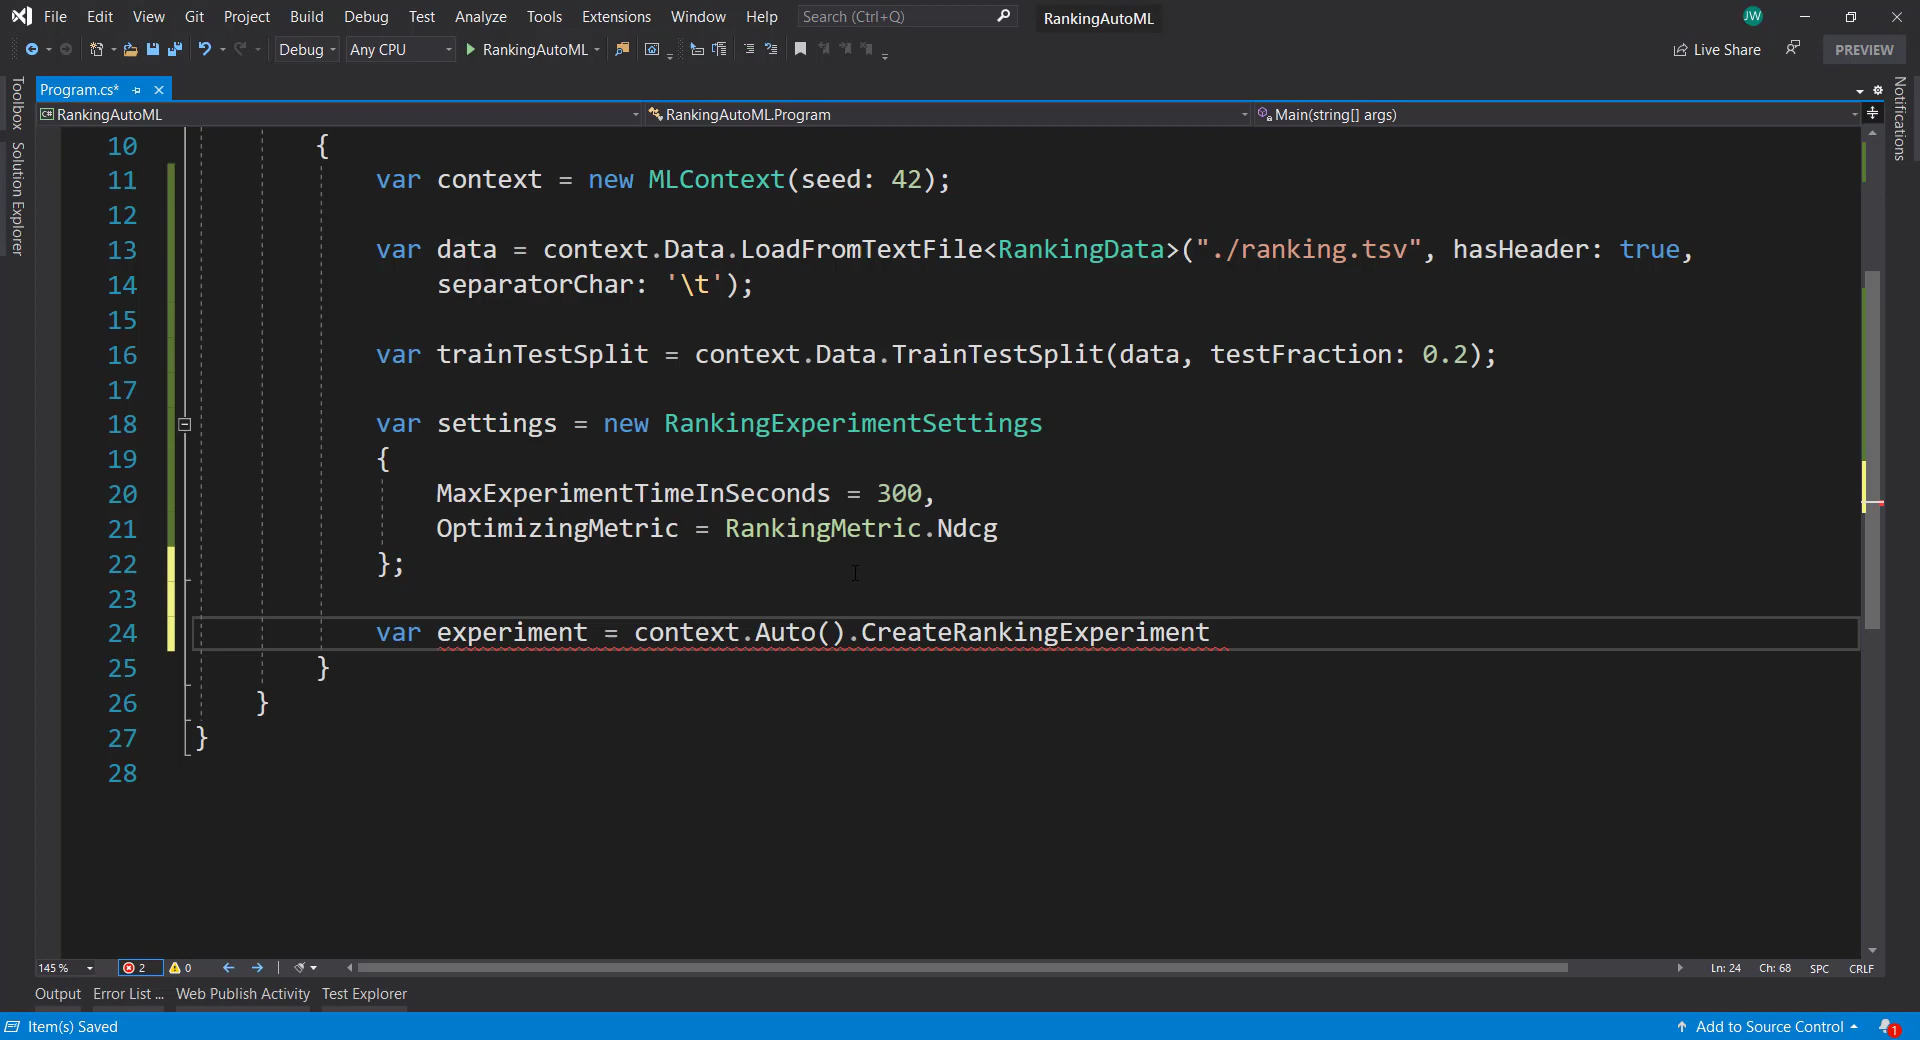 File Edit View Git Project Build Debug Test Analyze Tools Extensions Window Help Search (Ctrl+Q) RankingAutoML JW
Debug Any CPU RankingAutoML Live Share PREVIEW
Toolbox
Solution Explorer
Notifications
Program.cs*
RankingAutoML RankingAutoML.Program Main(string[] args)
10 {
11 var context = new MLContext(seed: 42);
12
13 var data = context.Data.LoadFromTextFile<RankingData>("./ranking.tsv", hasHeader: true,
14 separatorChar: '\t');
15
16 var trainTestSplit = context.Data.TrainTestSplit(data, testFraction: 0.2);
17
18 var settings = new RankingExperimentSettings
19 {
20 MaxExperimentTimeInSeconds = 300,
21 OptimizingMetric = RankingMetric.Ndcg
22 };
23
24 var experiment = context.Auto().CreateRankingExperiment
25 }
26 }
27 }
28
145 % 2 0 Ln: 24 Ch: 68 SPC CRLF
Output Error List ... Web Publish Activity Test Explorer
Item(s) Saved Add to Source Control 1